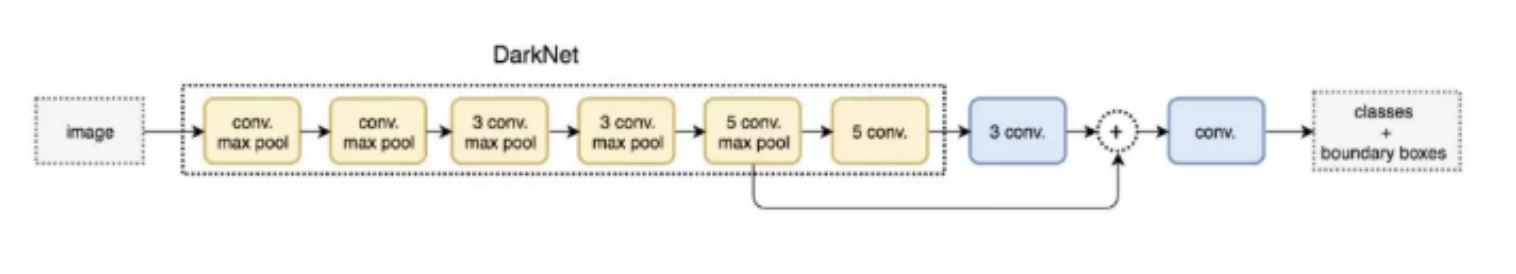 DarkNet
image
conv.
max pool
conv.
max pool
3 conv.
max pool
3 conv.
max pool
5 conv.
max pool
5 conv.
3 conv.
+
conv.
classes
+
boundary boxes